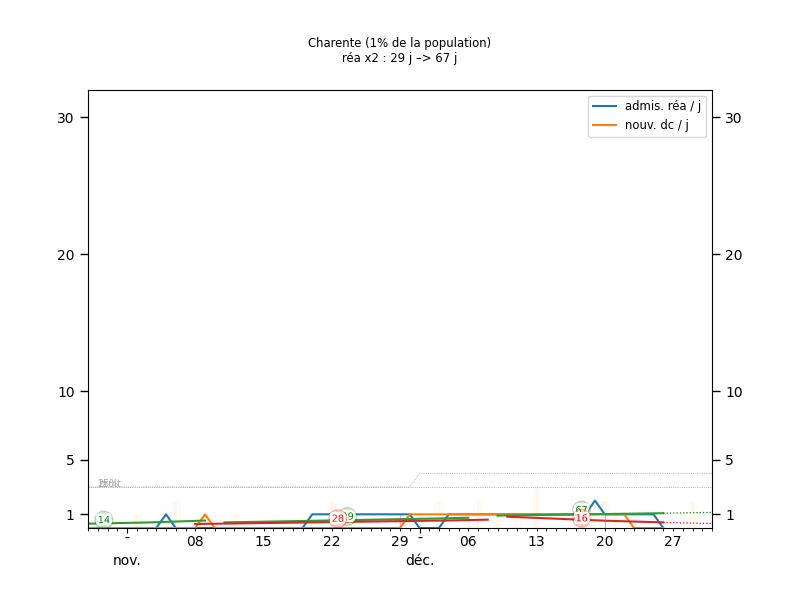 Charente (1% de la population)
réa x2 : 29 j –> 67 j
admis. réa / j
nouv. dc / j
30
30
20
20
10
10
5
5
1
1
14
28
67
16
- 08 15 22 29 - 06 13 20 27
nov. déc.